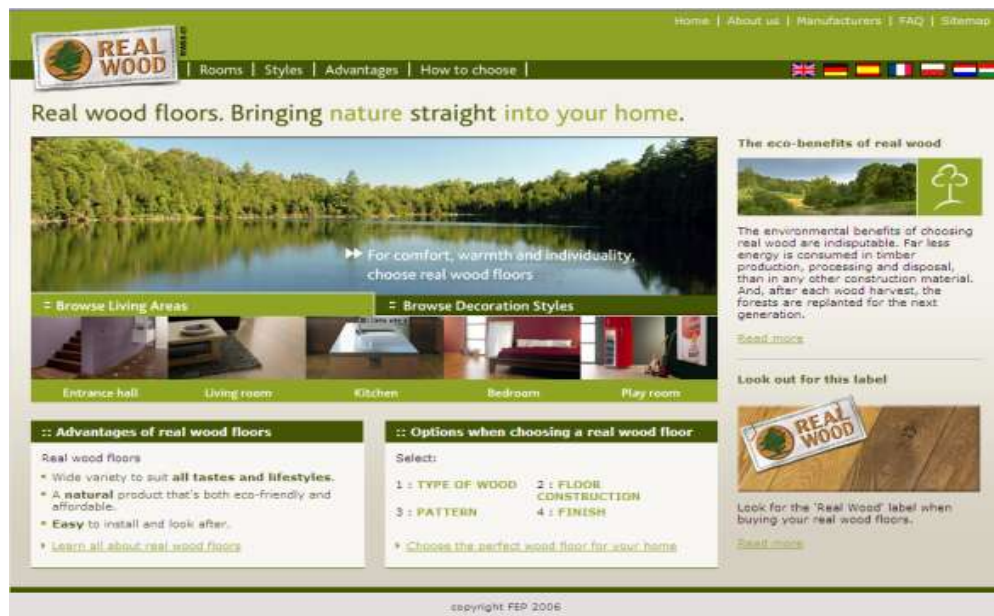 Home | About us | Manufacturers | FAQ | Sitemap
REAL
WOOD
| Rooms | Styles | Advantages | How to choose |
Real wood floors. Bringing nature straight into your home.
For comfort, warmth and individuality,
choose real wood floors
:: Browse Living Areas
:: Browse Decoration Styles
Entrance hall
Living room
Kitchen
Bedroom
Play room
:: Advantages of real wood floors
Real wood floors
Wide variety to suit all tastes and lifestyles.
A natural product that's both eco-friendly and
affordable.
Easy to install and look after.
Learn all about real wood floors
:: Options when choosing a real wood floor
Select:
1 : TYPE OF WOOD
2 : FLOOR
CONSTRUCTION
3 : PATTERN
4 : FINISH
Choose the perfect wood floor for your home
The eco-benefits of real wood
The environmental benefits of choosing
real wood are indisputable. Far less
energy is consumed in timber
production, processing and disposal,
than in any other construction material.
And, after each wood harvest, the
forests are replanted for the next
generation.
Read more
Look out for this label
REAL
WOOD
Look for the 'Real Wood' label when
buying your real wood floors.
Read more
copyright FEP 2006